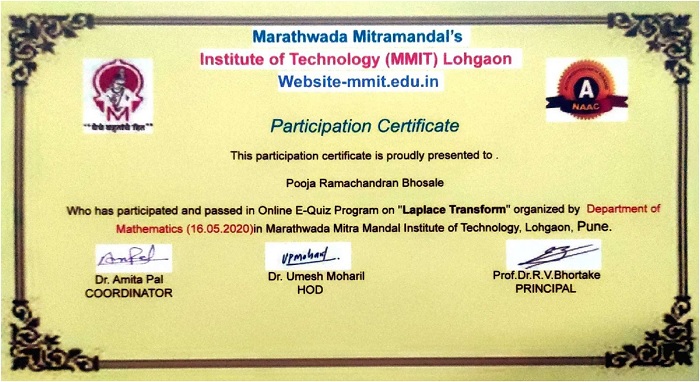 Marathwada Mitramandal's
Institute of Technology (MMIT) Lohgaon
Website-mmit.edu.in
M
"येथे बहुतांचे हित"
A
NAAC
Participation Certificate
This participation certificate is proudly presented to .
Pooja Ramachandran Bhosale
Who has participated and passed in Online E-Quiz Program on "Laplace Transform" organized by Department of
Mathematics (16.05.2020)in Marathwada Mitra Mandal Institute of Technology, Lohgaon, Pune.
Dr. Amita Pal
COORDINATOR
upmohard.
Dr. Umesh Moharil
HOD
Prof.Dr.R.V.Bhortake
PRINCIPAL